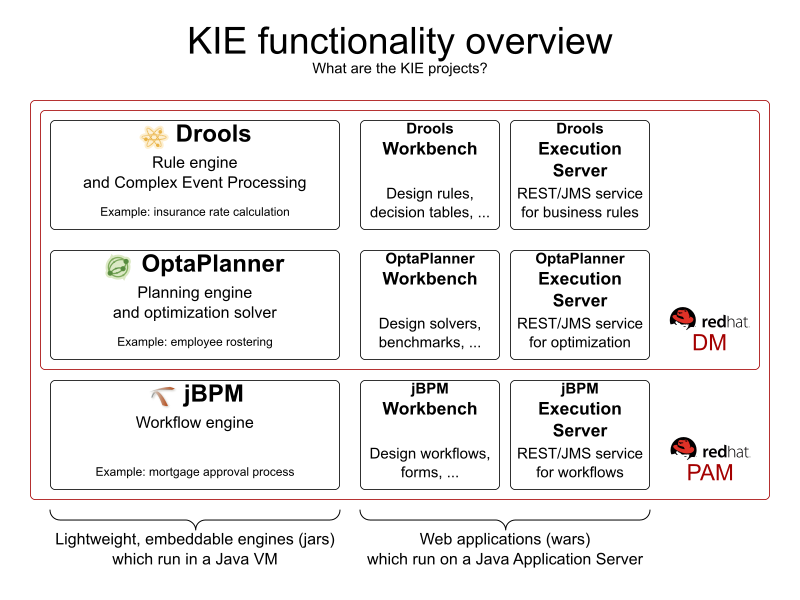 KIE functionality overview
What are the KIE projects?
Drools
Rule engine
and Complex Event Processing
Example: insurance rate calculation
Drools
Workbench
Design rules,
decision tables, ...
Drools
Execution
Server
REST/JMS service
for business rules
OptaPlanner
Planning engine
and optimization solver
Example: employee rostering
OptaPlanner
Workbench
Design solvers,
benchmarks, ...
OptaPlanner
Execution
Server
REST/JMS service
for optimization
redhat.
DM
jBPM
Workflow engine
Example: mortgage approval process
jBPM
Workbench
Design workflows,
forms, ...
jBPM
Execution
Server
REST/JMS service
for workflows
redhat.
PAM
Lightweight, embeddable engines (jars)
which run in a Java VM
Web applications (wars)
which run on a Java Application Server